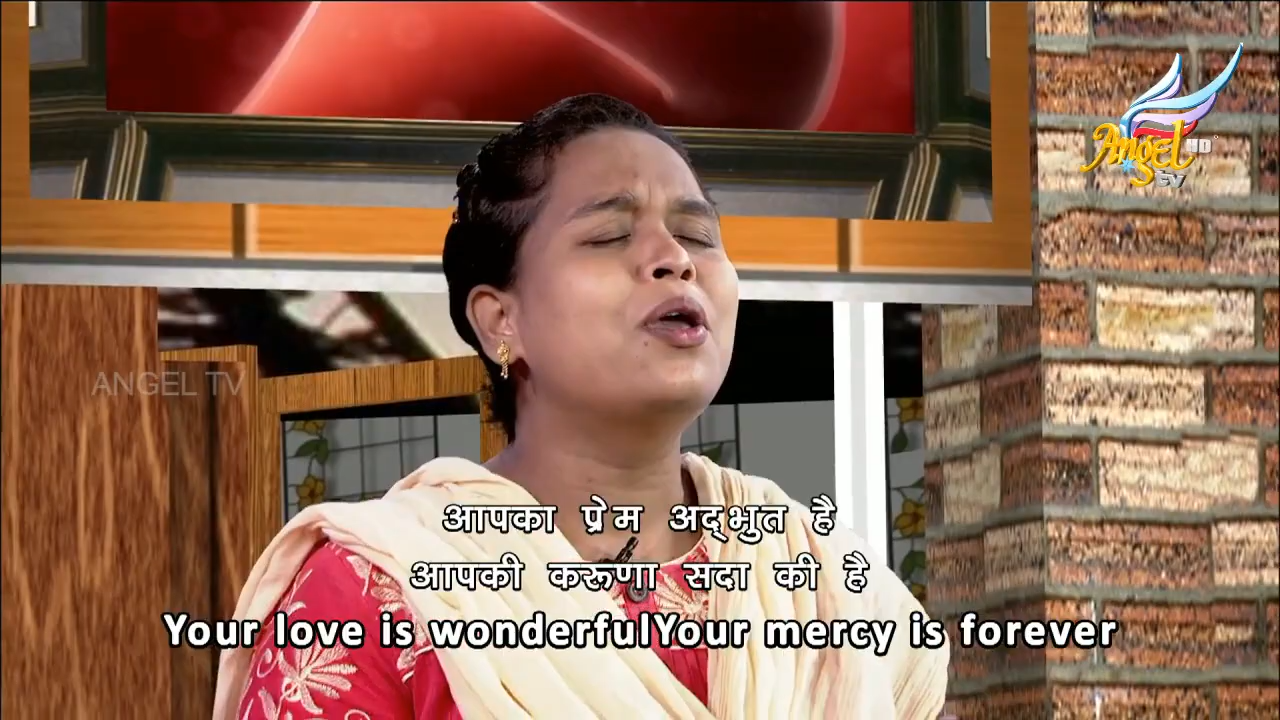 Angel HD
tv
ANGEL TV
आपका प्रेम अद्भुत है
आपकी करूणा सदा की है
Your love is wonderfulYour mercy is forever